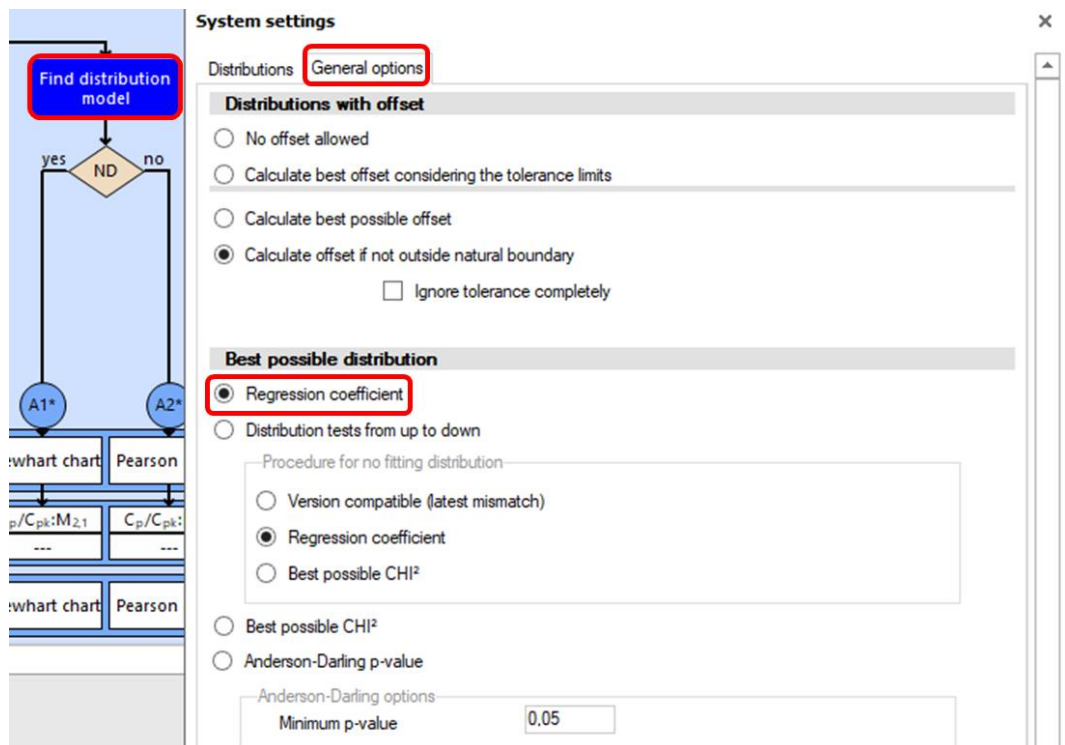 System settings
Distributions General options
Find distribution
model
yes ND no
Distributions with offset
No offset allowed
Calculate best offset considering the tolerance limits
Calculate best possible offset
Calculate offset if not outside natural boundary
Ignore tolerance completely
Best possible distribution
Regression coefficient
Distribution tests from up to down
Procedure for no fitting distribution
Version compatible (latest mismatch)
Regression coefficient
Best possible CHI²
Best possible CHI²
Anderson-Darling p-value
Anderson-Darling options
Minimum p-value 0,05
A1* A2*
ewhart chart Pearson
p/Cpk:M2,1 Cp/Cpk:
--- ---
ewhart chart Pearson